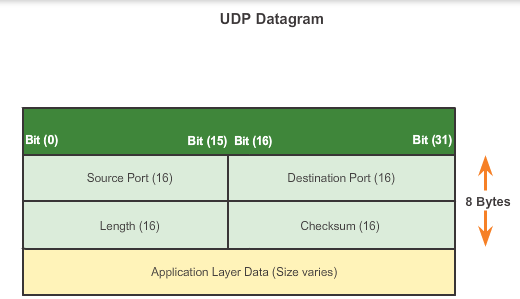 UDP Datagram
Bit (0) Bit (15) Bit (16) Bit (31)
Source Port (16) Destination Port (16)
8 Bytes
Length (16) Checksum (16)
Application Layer Data (Size varies)